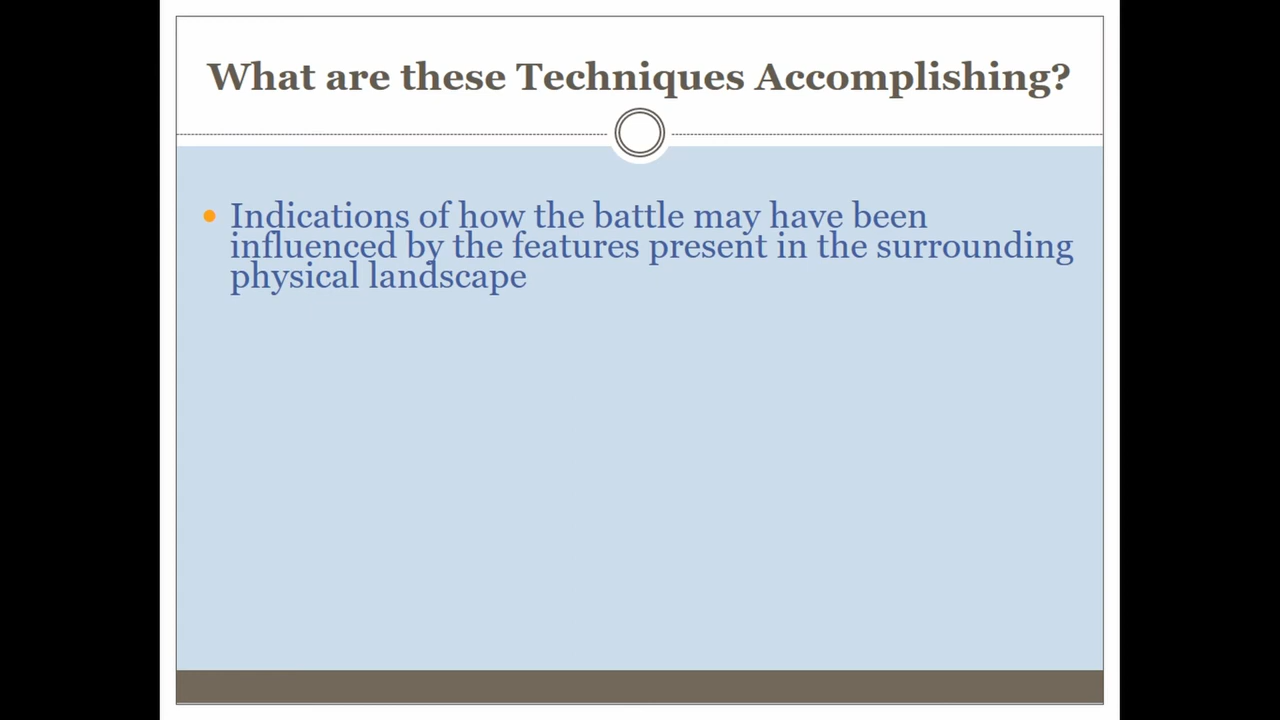 What are these Techniques Accomplishing?
Indications of how the battle may have been
influenced by the features present in the surrounding
physical landscape